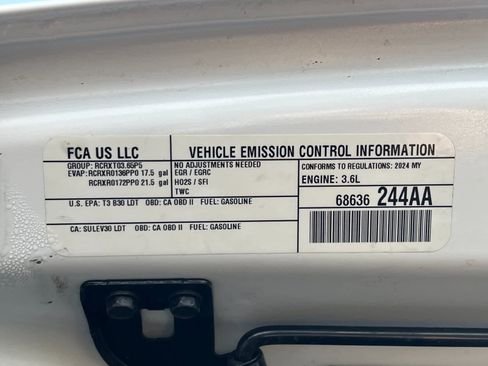 FCA US LLC
VEHICLE EMISSION CONTROL INFORMATION
GROUP: RCRXT03.65P5
EVAP: RCRXR0136PP0 17.5 gal
RCRXR0172PP0 21.5 gal
NO ADJUSTMENTS NEEDED
EGR / EGRC
HO2S / SFI
TWC
CONFORMS TO REGULATIONS: 2024 MY
ENGINE: 3.6L
U.S. EPA: T3 B30 LDT OBD: CA OBD II FUEL: GASOLINE
68636 244AA
CA: SULEV30 LDT OBD: CA OBD II FUEL: GASOLINE